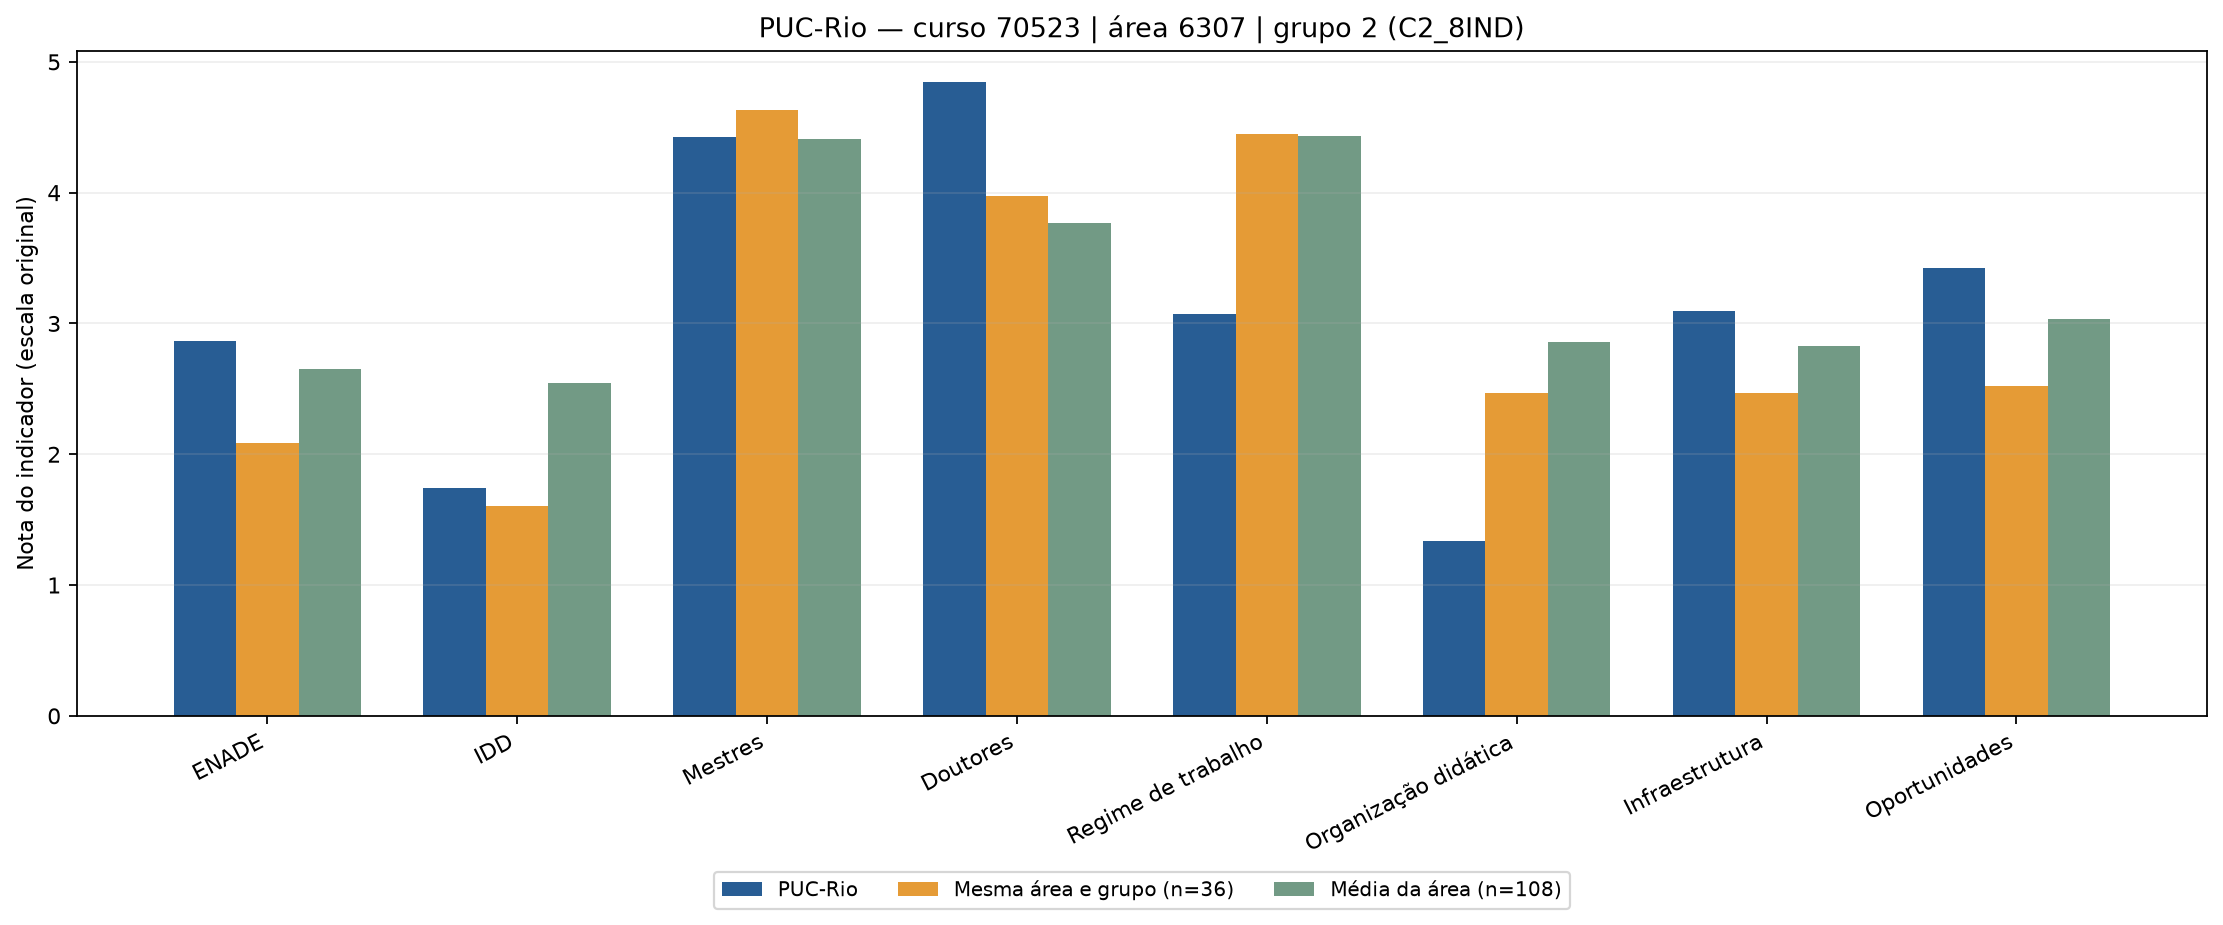 PUC-Rio — curso 70523 | área 6307 | grupo 2 (C2_8IND)
Nota do indicador (escala original)
5
4
3
2
1
0
ENADE
IDD
Mestres
Doutores
Regime de trabalho
Organização didática
Infraestrutura
Oportunidades
PUC-Rio
Mesma área e grupo (n=36)
Média da área (n=108)